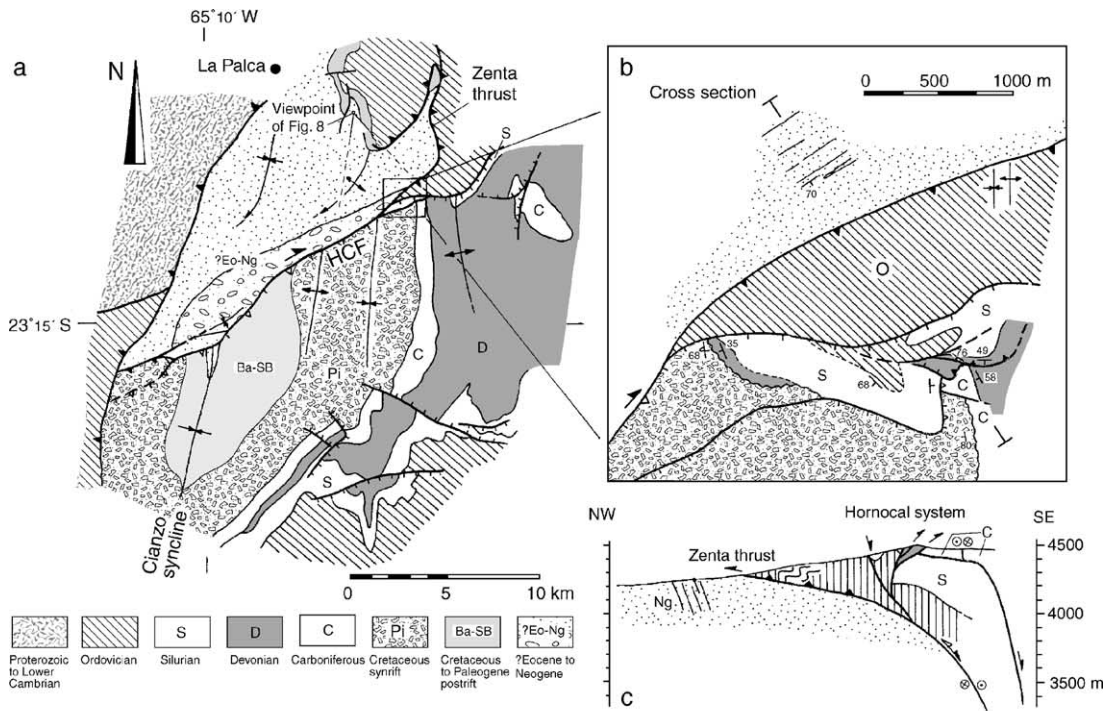 65° 10' W
a
N
La Palca
Zenta
thrust
Viewpoint
of Fig. 8
S
C
?Eo-Ng
HCF
23° 15' S
Ba-SB
Pi
C
D
S
Cianzo
syncline
0 10 km
b
0 500 1000 m
Cross section
70
O
S
35
68
76
49
S
68
58
C
C
80
NW
Hornocal system
SE
C
Zenta thrust
S
Ng
4500
4000
3500 m
C
S
D
C
Pi
Ba-SB
?Eo-Ng
Proterozoic
to Lower
Cambrian
Ordovician
Silurian
Devonian
Carboniferous
Cretaceous
synrift
Cretaceous
to Paleogene
postrift
?Eocene to
Neogene